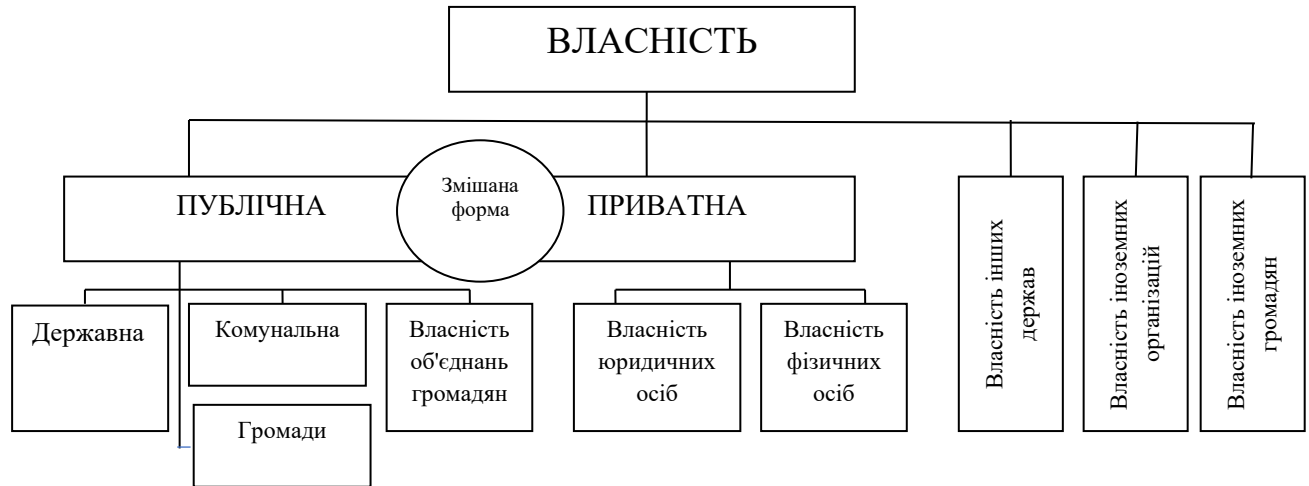 ВЛАСНІСТЬ
ПУБЛІЧНА
Змішана
форма
ПРИВАТНА
Державна
Комунальна
Власність
об'єднань
громадян
Громади
Власність
юридичних
осіб
Власність
фізичних
осіб
Власність інших
держав
Власність іноземних
організацій
Власність іноземних
громадян